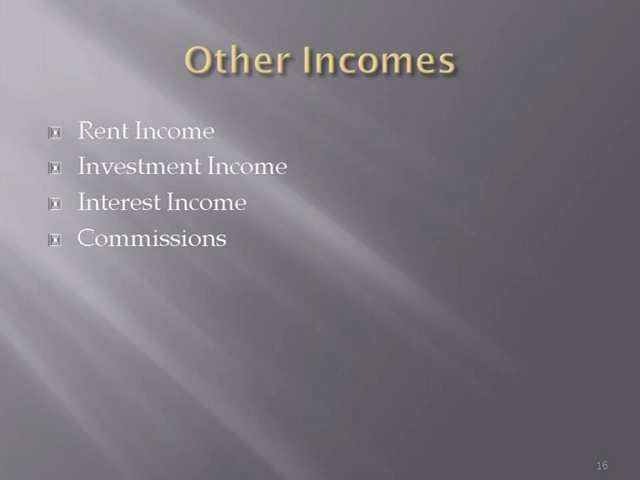 Other Incomes
Rent Income
Investment Income
Interest Income
Commissions
16